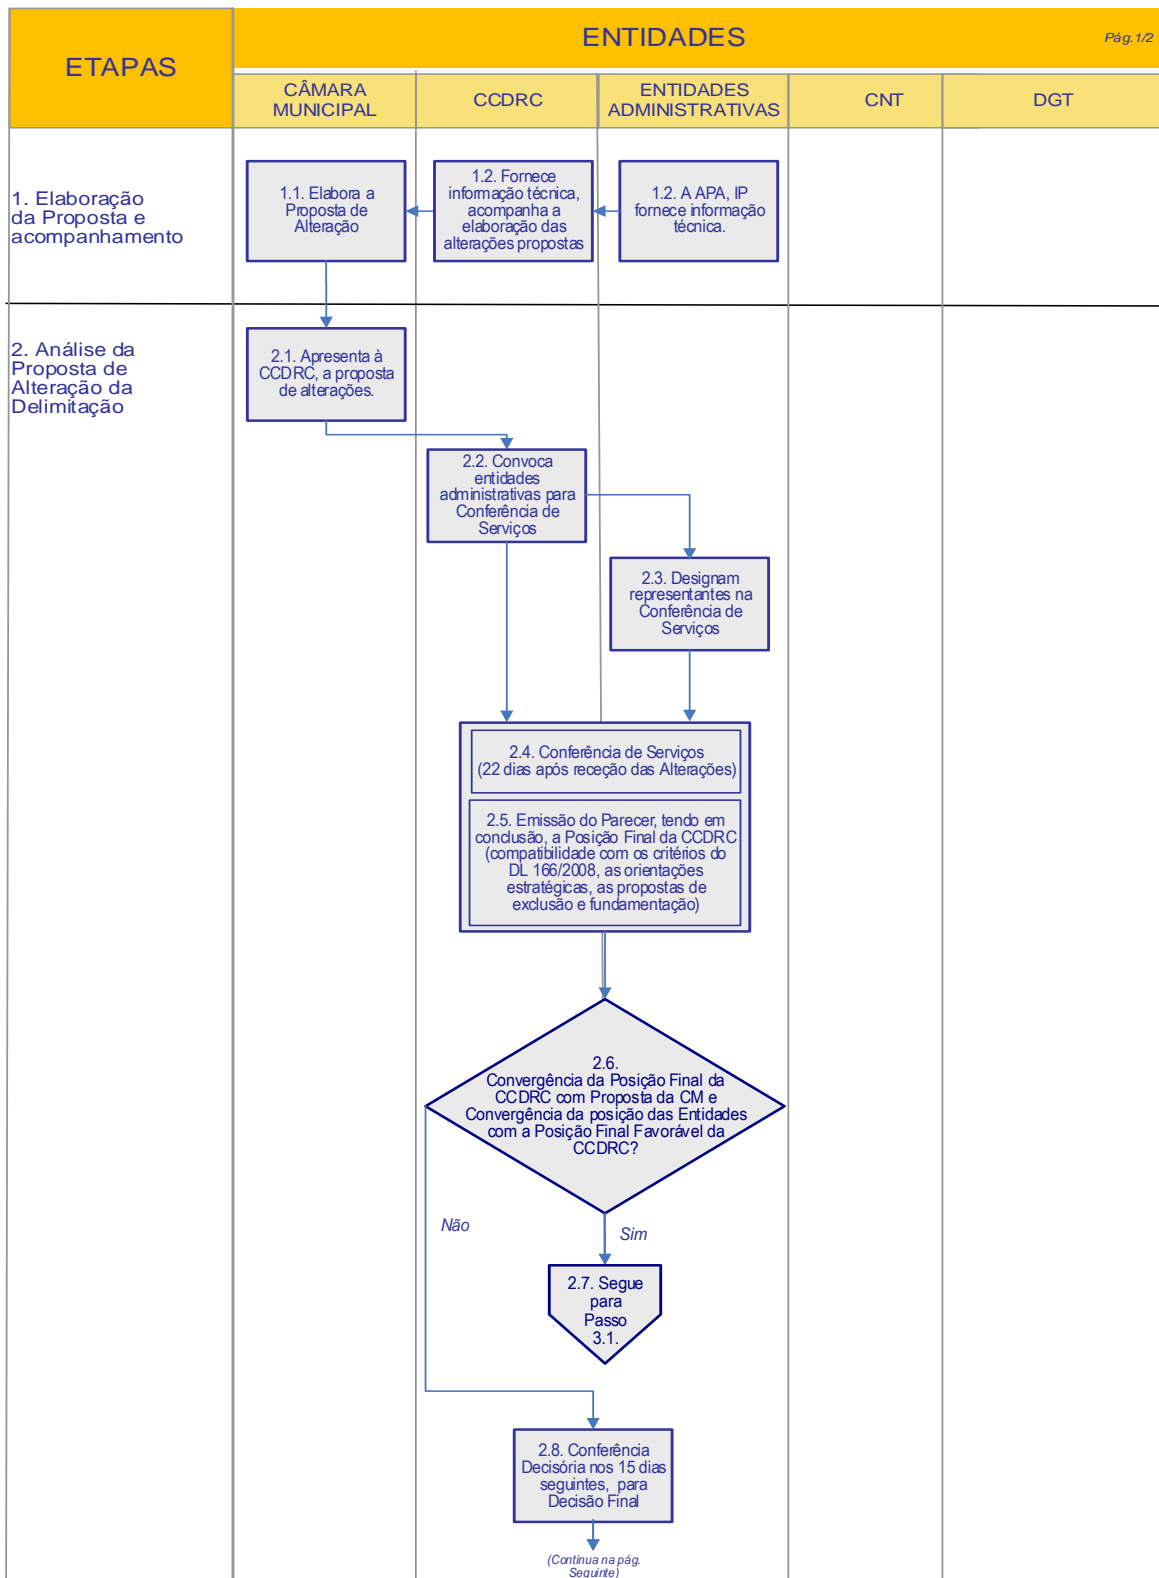 ETAPAS
ENTIDADES
Pág.1/2
CÂMARA
MUNICIPAL
CCDRC
ENTIDADES
ADMINISTRATIVAS
CNT
DGT
1. Elaboração
da Proposta e
acompanhamento
1.1. Elabora a
Proposta de
Alteração
1.2. Fornece
informação técnica,
acompanha a
elaboração das
alterações propostas
1.2. A APA, IP
fornece informação
técnica.
2. Análise da
Proposta de
Alteração da
Delimitação
2.1. Apresenta à
CCDRC, a proposta
de alterações.
2.2. Convoca
entidades
administrativas para
Conferência de
Serviços
2.3. Designam
representantes na
Conferência de
Serviços
2.4. Conferência de Serviços
(22 dias após receção das Alterações)
2.5. Emissão do Parecer, tendo em
conclusão, a Posição Final da CCDRC
(compatibilidade com os critérios do
DL 166/2008, as orientações
estratégicas, as propostas de
exclusão e fundamentação)
2.6.
Convergência da Posição Final da
CCDRC com Proposta da CM e
Convergência da posição das Entidades
com a Posição Final Favorável da
CCDRC?
Não
Sim
2.7. Segue
para
Passo
3.1.
2.8. Conferência
Decisória nos 15 dias
seguintes, para
Decisão Final
(Continua na pág.
Seguinte)